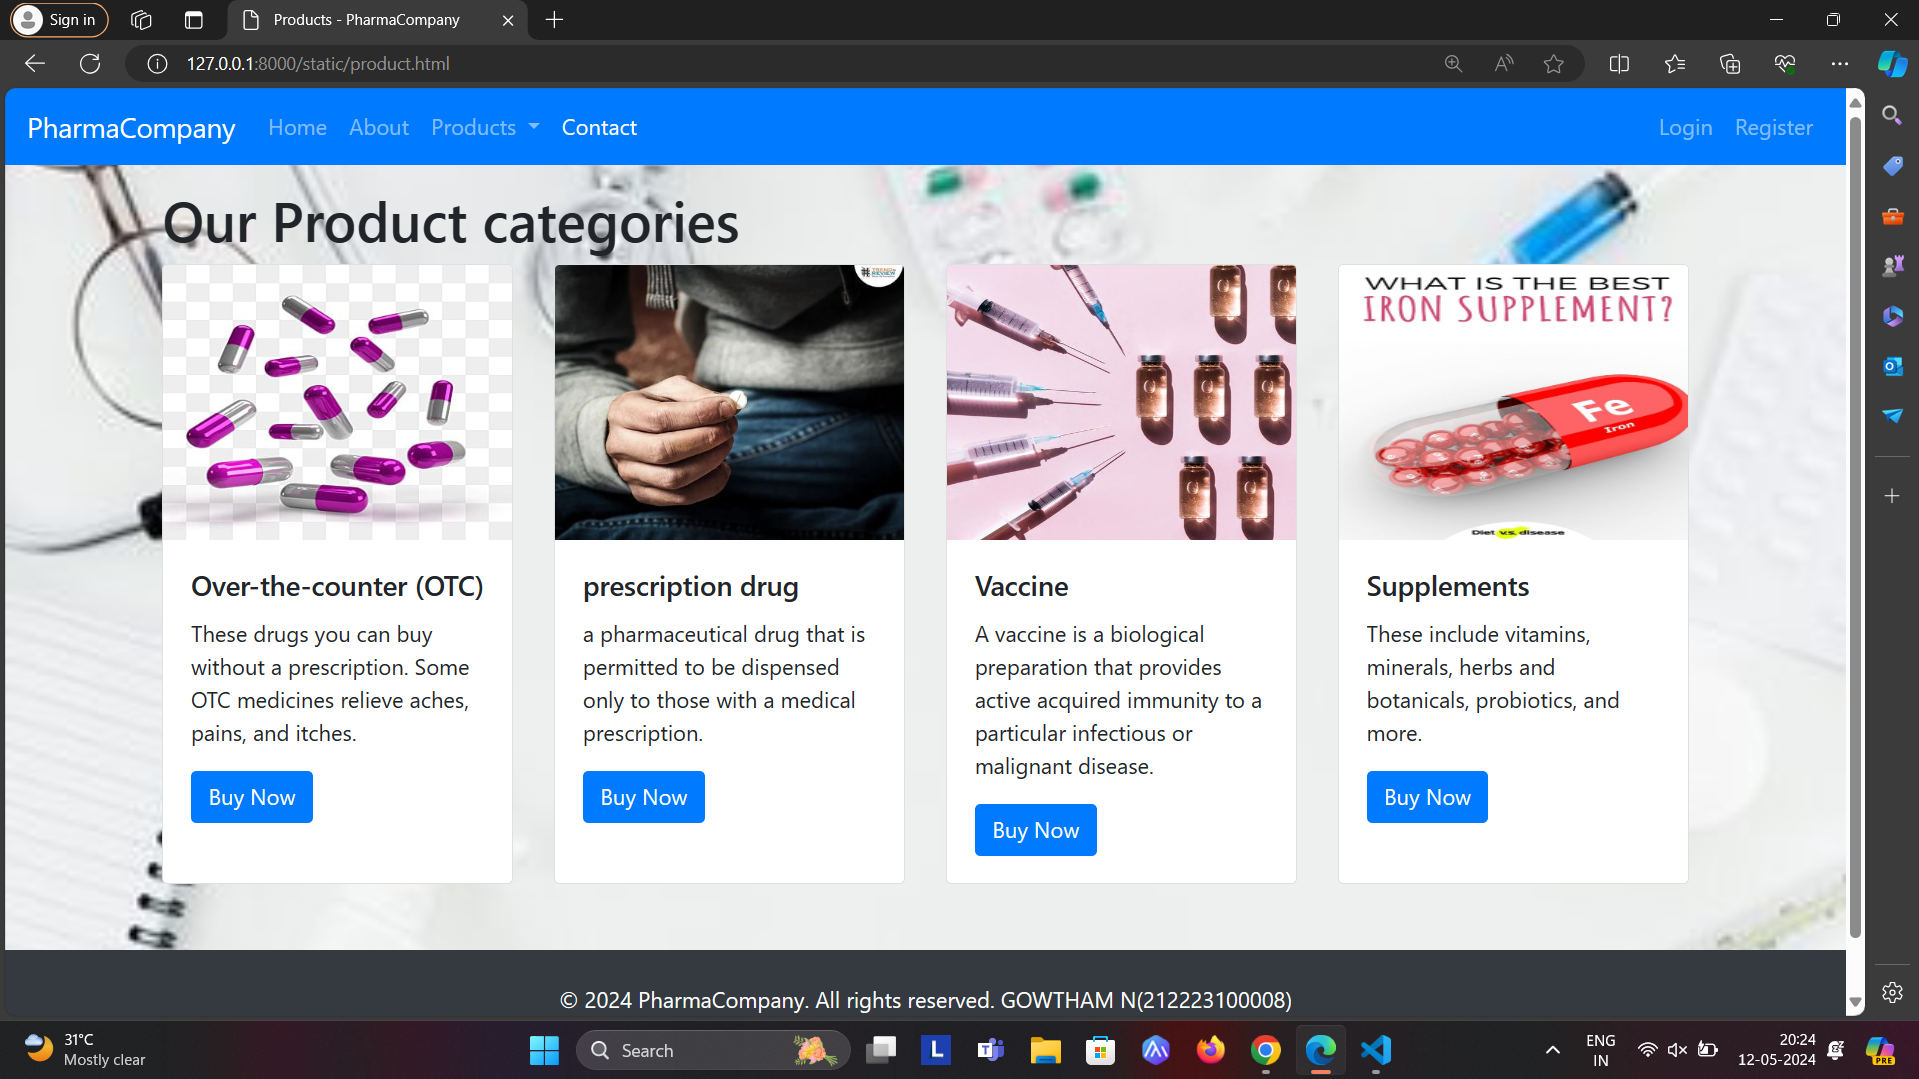 Sign in
Products - PharmaCompany
127.0.0.1:8000/static/product.html
PharmaCompany Home About Products Contact Login Register
Our Product categories
TREND
REVIEW
WHAT IS THE BEST
IRON SUPPLEMENT?
Fe
Iron
Diet v.s. disease
Over-the-counter (OTC)
These drugs you can buy
without a prescription. Some
OTC medicines relieve aches,
pains, and itches.
Buy Now
prescription drug
a pharmaceutical drug that is
permitted to be dispensed
only to those with a medical
prescription.
Buy Now
Vaccine
A vaccine is a biological
preparation that provides
active acquired immunity to a
particular infectious or
malignant disease.
Buy Now
Supplements
These include vitamins,
minerals, herbs and
botanicals, probiotics, and
more.
Buy Now
© 2024 PharmaCompany. All rights reserved. GOWTHAM N(212223100008)
31°C
Mostly clear
Search
L
ENG
IN
20:24
12-05-2024
PRE